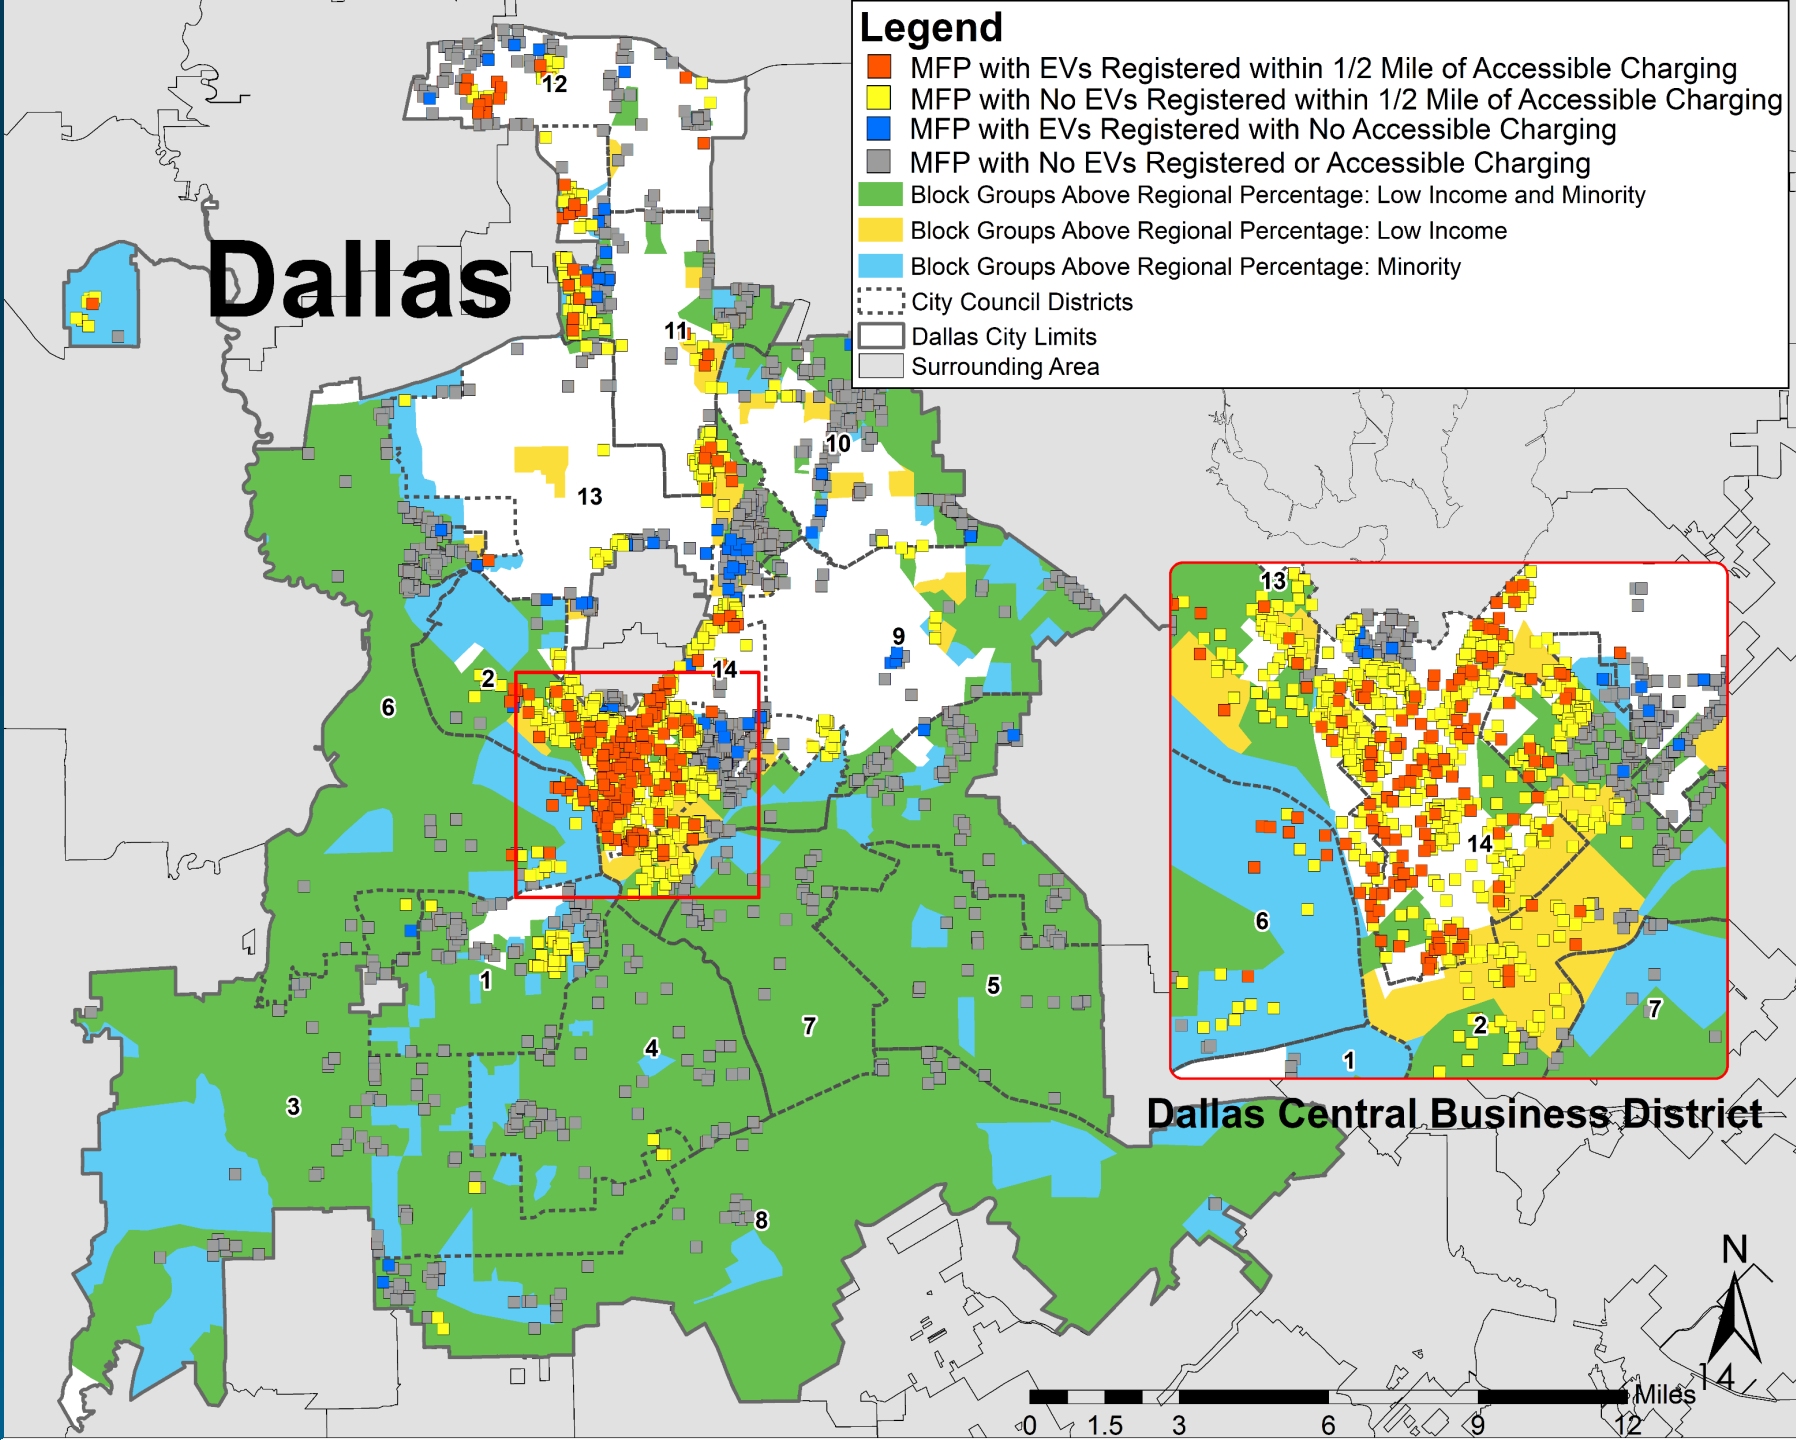 Legend
MFP with EVs Registered within 1/2 Mile of Accessible Charging
MFP with No EVs Registered within 1/2 Mile of Accessible Charging
MFP with EVs Registered with No Accessible Charging
MFP with No EVs Registered or Accessible Charging
Block Groups Above Regional Percentage: Low Income and Minority
Block Groups Above Regional Percentage: Low Income
Block Groups Above Regional Percentage: Minority
City Council Districts
Dallas City Limits
Surrounding Area
12
Dallas
11
10
13
9
14
2
6
1
5
7
4
3
8
13
14
6
7
2
1
Dallas Central Business District
N
14
Miles
0 1.5 3 6 9 12